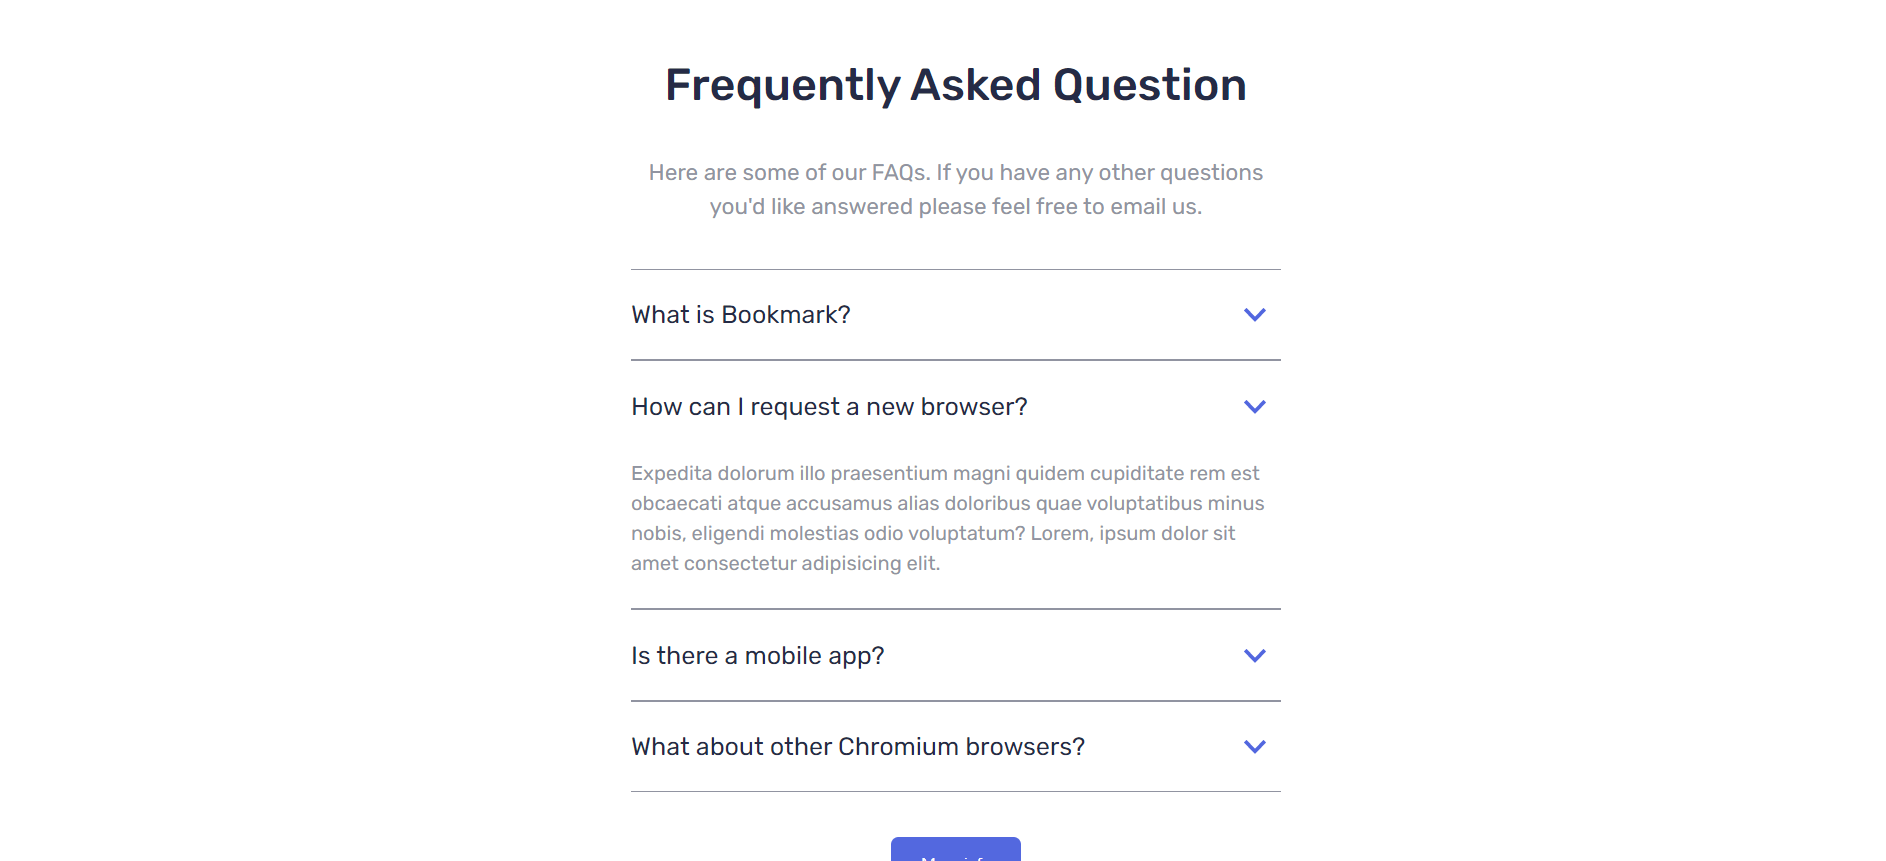 Frequently Asked Question
Here are some of our FAQs. If you have any other questions
you'd like answered please feel free to email us.
What is Bookmark?
How can I request a new browser?
Expedita dolorum illo praesentium magni quidem cupiditate rem est
obcaecati atque accusamus alias doloribus quae voluptatibus minus
nobis, eligendi molestias odio voluptatum? Lorem, ipsum dolor sit
amet consectetur adipisicing elit.
Is there a mobile app?
What about other Chromium browsers?